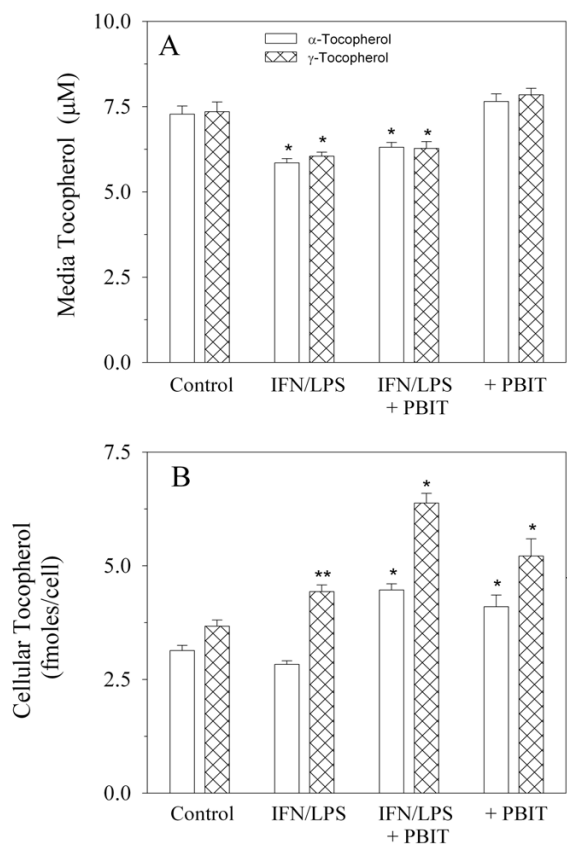 A
α-Tocopherol
γ-Tocopherol
Media Tocopherol (μM)
10.0
7.5
5.0
2.5
0.0
* * * *
Control IFN/LPS IFN/LPS + PBIT
+ PBIT
B
Cellular Tocopherol
(fmoles/cell)
7.5
5.0
2.5
0.0
** * * * *
Control IFN/LPS IFN/LPS + PBIT
+ PBIT